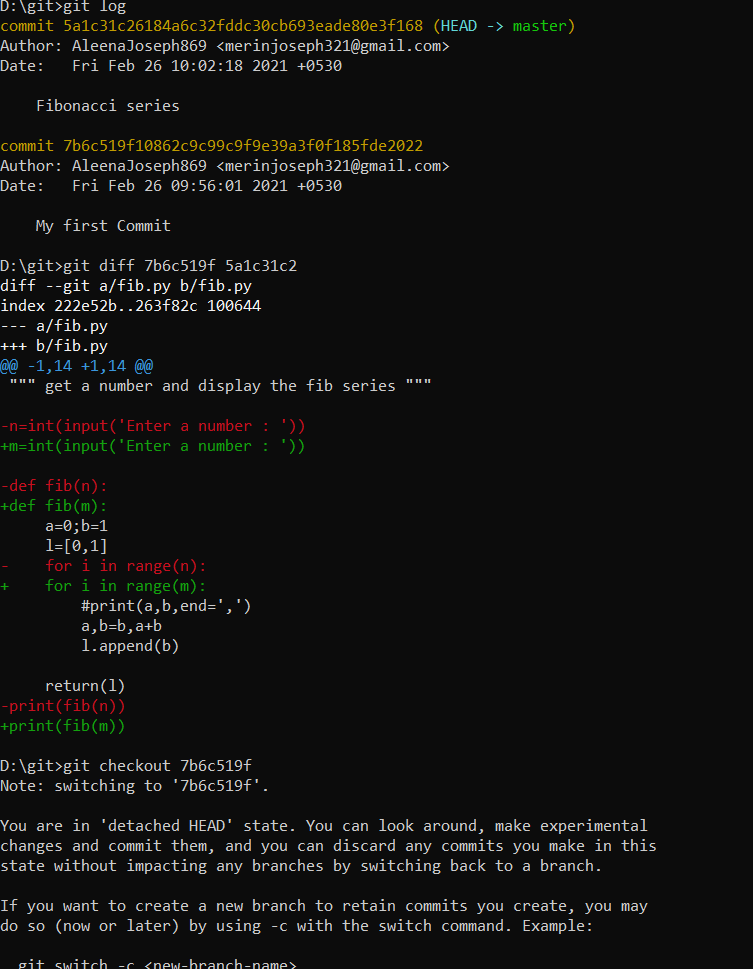 D:\git>git log
commit 5a1c31c26184a6c32fddc30cb693eade80e3f168 (HEAD -> master)
Author: AleenaJoseph869 <merinjoseph321@gmail.com>
Date:   Fri Feb 26 10:02:18 2021 +0530

    Fibonacci series

commit 7b6c519f10862c9c99c9f9e39a3f0f185fde2022
Author: AleenaJoseph869 <merinjoseph321@gmail.com>
Date:   Fri Feb 26 09:56:01 2021 +0530

    My first Commit

D:\git>git diff 7b6c519f 5a1c31c2
diff --git a/fib.py b/fib.py
index 222e52b..263f82c 100644
--- a/fib.py
+++ b/fib.py
@@ -1,14 +1,14 @@
 """ get a number and display the fib series """

-n=int(input('Enter a number : '))
+m=int(input('Enter a number : '))

-def fib(n):
+def fib(m):
     a=0;b=1
     l=[0,1]
-    for i in range(n):
+    for i in range(m):
         #print(a,b,end=',')
         a,b=b,a+b
         l.append(b)

     return(l)
-print(fib(n))
+print(fib(m))

D:\git>git checkout 7b6c519f
Note: switching to '7b6c519f'.

You are in 'detached HEAD' state. You can look around, make experimental
changes and commit them, and you can discard any commits you make in this
state without impacting any branches by switching back to a branch.

If you want to create a new branch to retain commits you create, you may
do so (now or later) by using -c with the switch command. Example:

  git switch -c <new-branch-name>